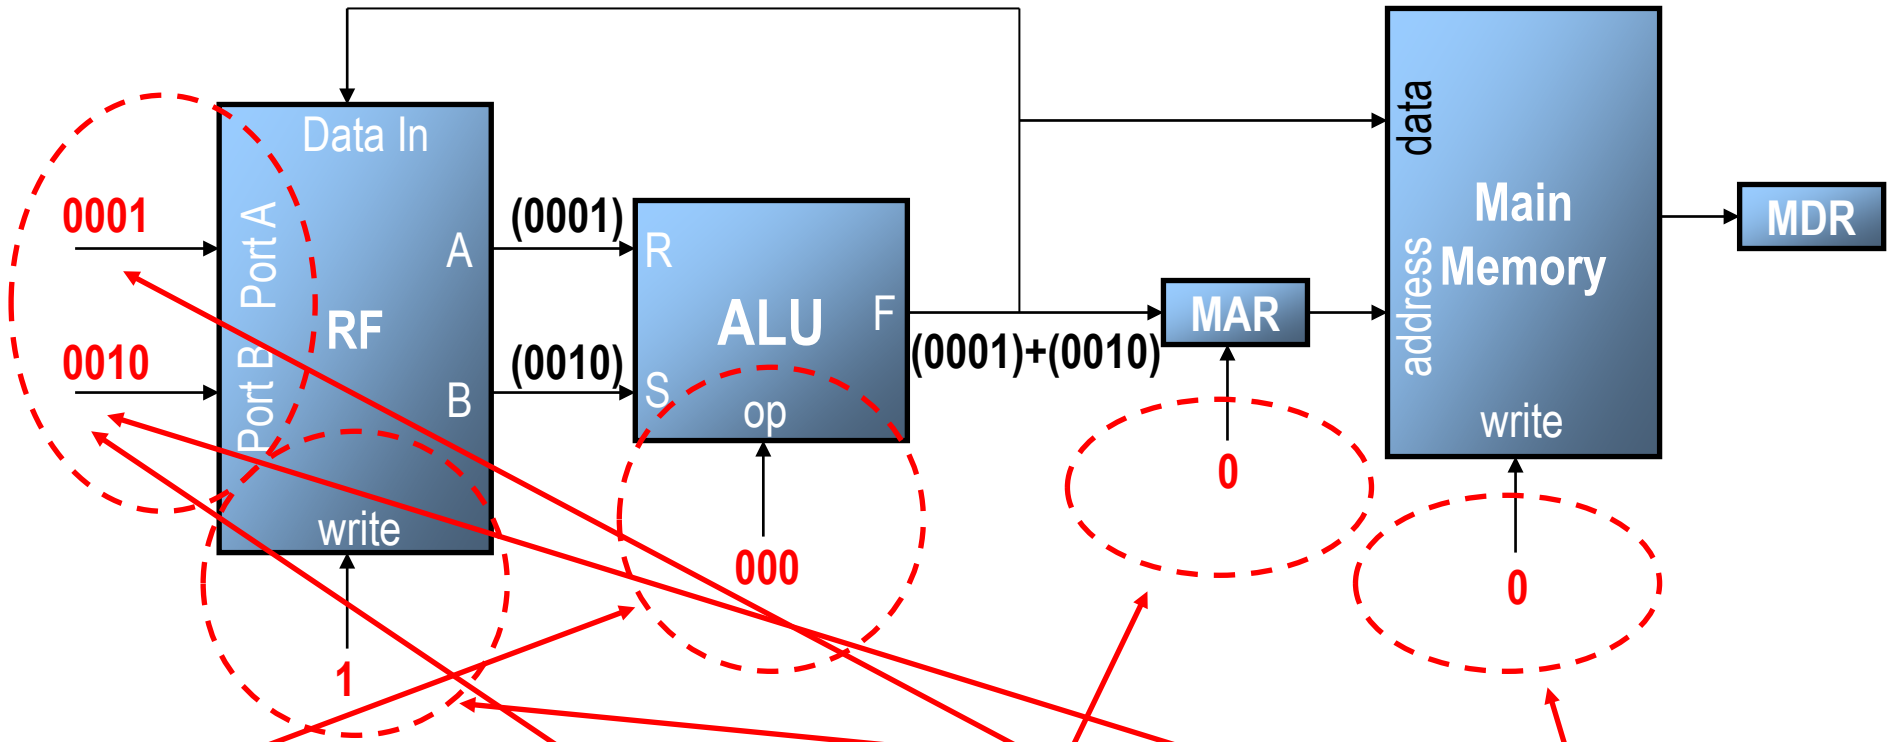 Data In
0001
Port A
A
(0001)
R
RF
ALU
F
0010
Port B
B
(0010)
S
op
(0001)+(0010)
write
1
000
MAR
0
data
address
Main
Memory
write
0
MDR